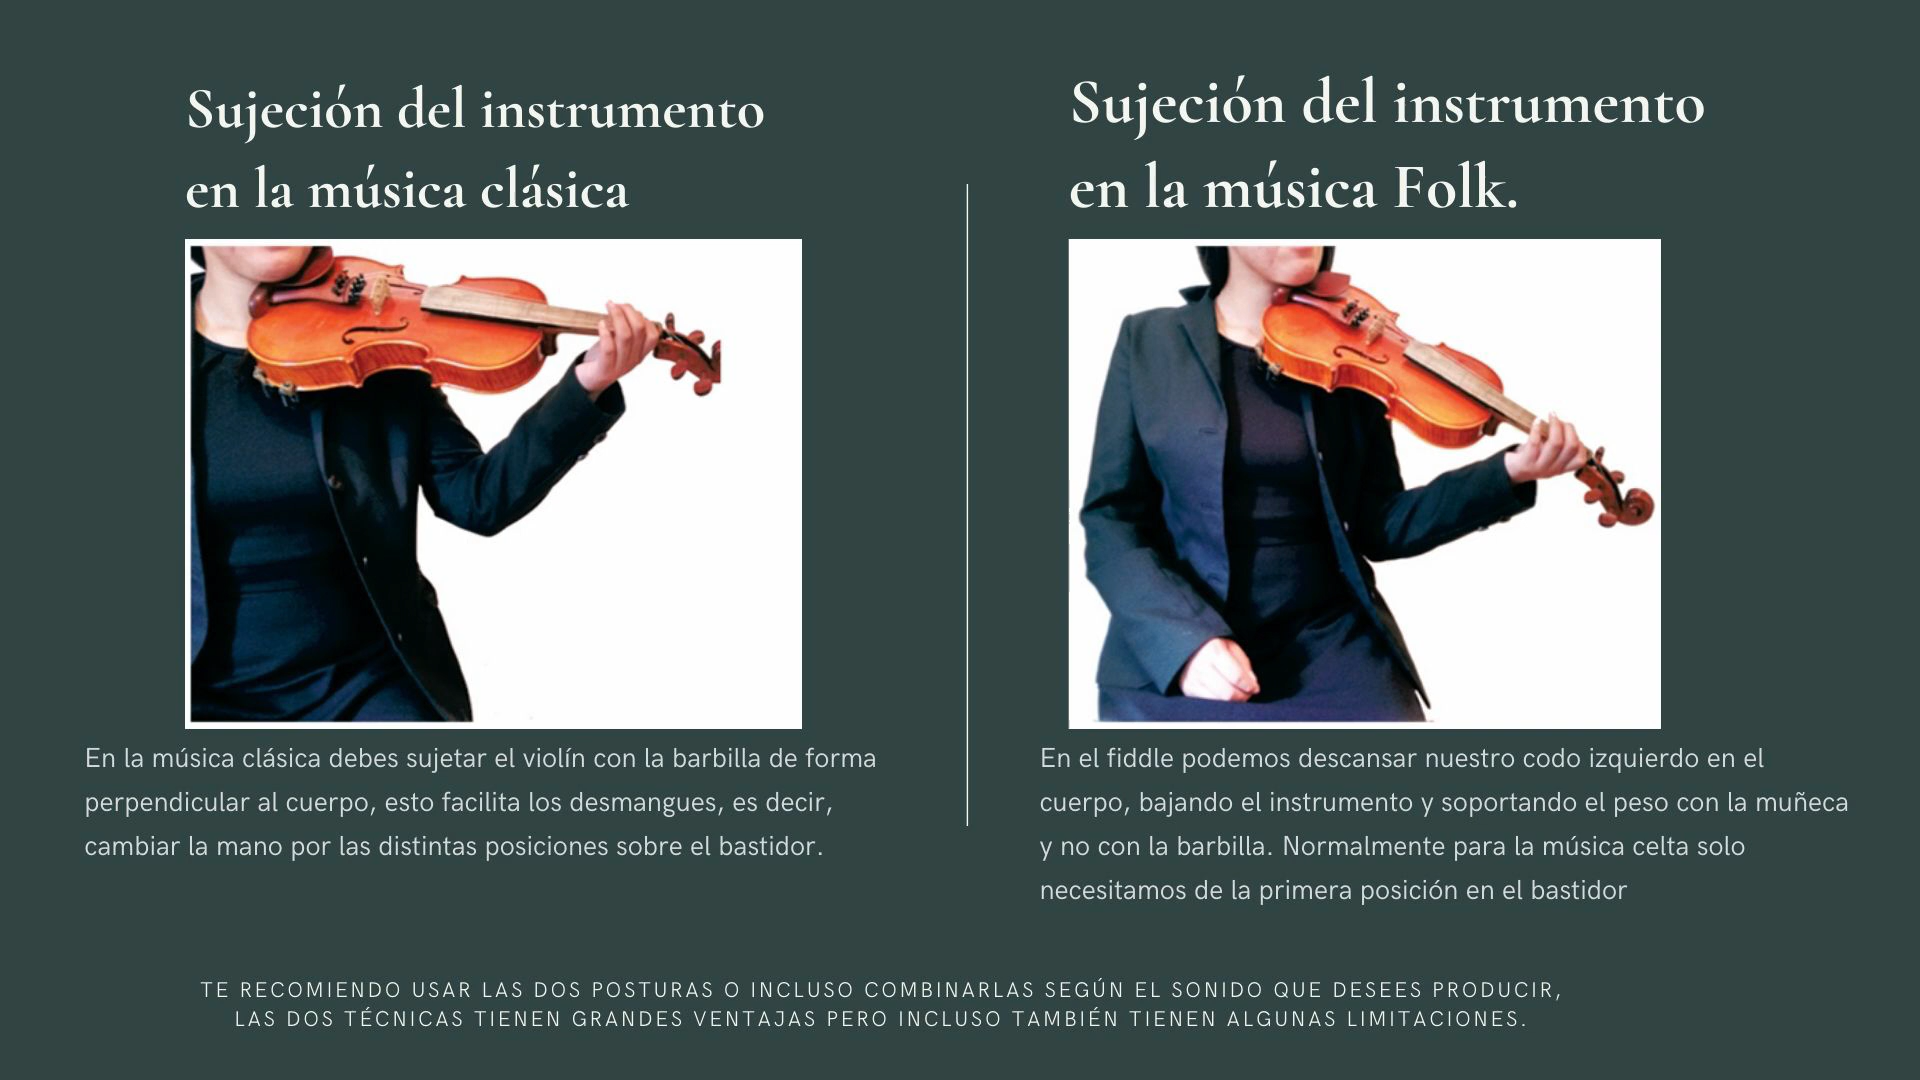 Sujeción del instrumento
en la música clásica
En la música clásica debes sujetar el violín con la barbilla de forma
perpendicular al cuerpo, esto facilita los desmangues, es decir,
cambiar la mano por las distintas posiciones sobre el bastidor.
Sujeción del instrumento
en la música Folk.
En el fiddle podemos descansar nuestro codo izquierdo en el
cuerpo, bajando el instrumento y soportando el peso con la muñeca
y no con la barbilla. Normalmente para la música celta solo
necesitamos de la primera posición en el bastidor
TE RECOMIENDO USAR LAS DOS POSTURAS O INCLUSO COMBINARLAS SEGÚN EL SONIDO QUE DESEES PRODUCIR,
LAS DOS TÉCNICAS TIENEN GRANDES VENTAJAS PERO INCLUSO TAMBIÉN TIENEN ALGUNAS LIMITACIONES.